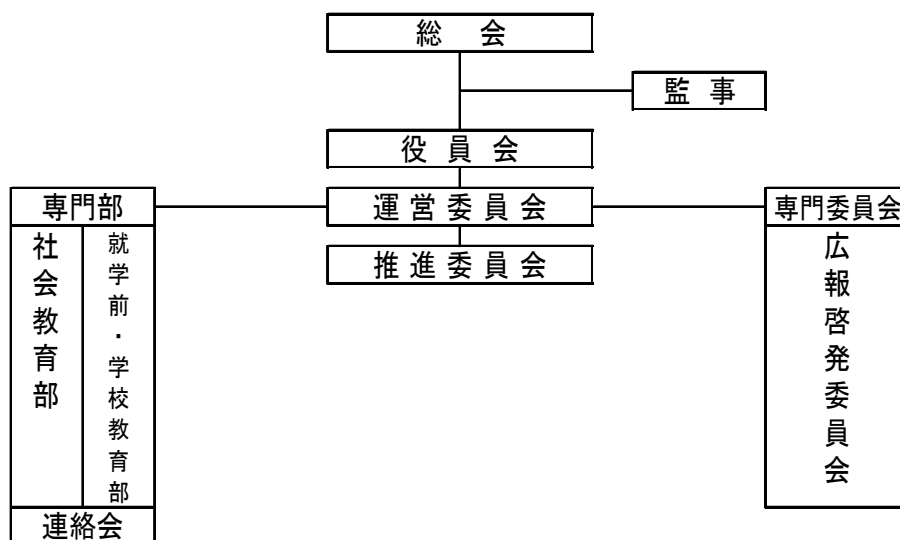 総会
監事
役員会
専門部
運営委員会
専門委員会
社会教育部
就学前・学校教育部
推進委員会
広報啓発委員会
連絡会